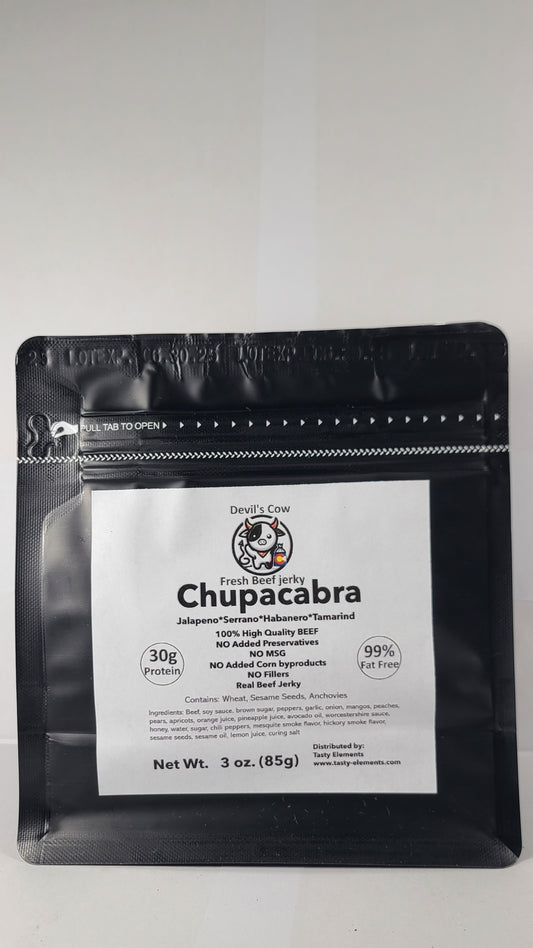 PULL TAB TO OPEN
Devil's Cow
Fresh Beef jerky
Chupacabra
Jalapeno*Serrano*Habanero*Tamarind
100% High Quality BEEF
NO Added Preservatives
NO MSG
NO Added Corn byproducts
NO Fillers
Real Beef Jerky
30g
Protein
99%
Fat Free
Contains: Wheat, Sesame Seeds, Anchovies
Ingredients: Beef, soy sauce, brown sugar, peppers, garlic, onion, mangos, peaches,
pears, apricots, orange juice, pineapple juice, avocado oil, worcestershire sauce,
honey, water, sugar, chili peppers, mesquite smoke flavor, hickory smoke flavor,
sesame seeds, sesame oil, lemon juice, curing salt
Net Wt. 3 oz. (85g)
Distributed by:
Tasty Elements
www.tasty-elements.com